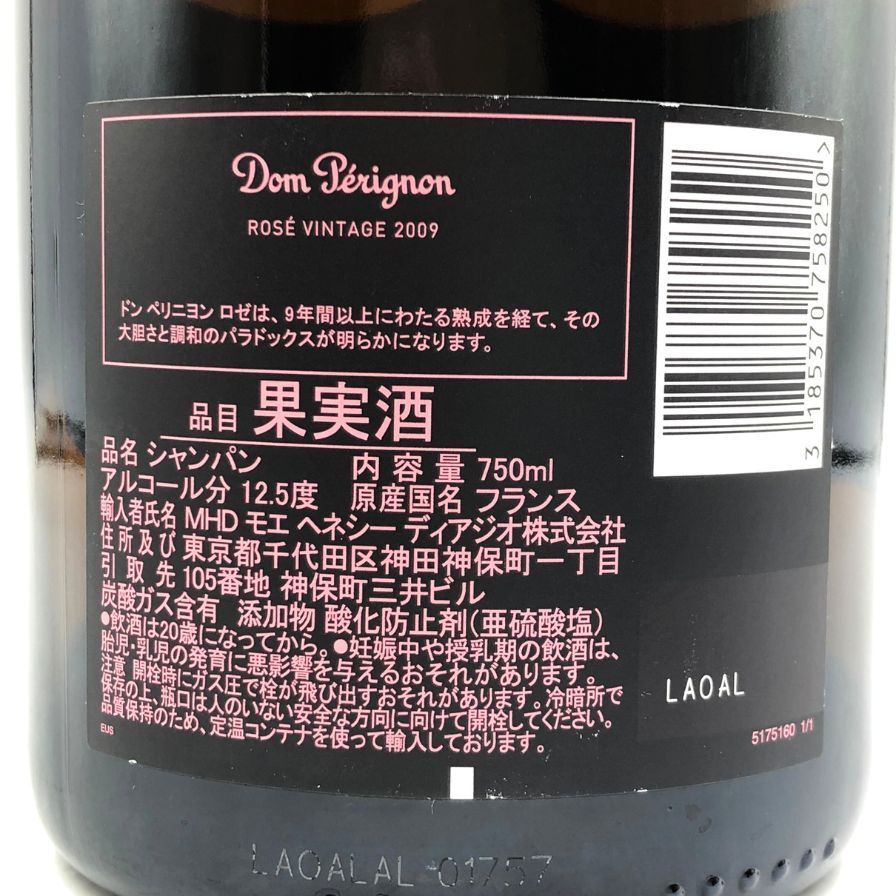 Dom Pérignon
ROSÉ VINTAGE 2009
ドン ペリニヨン ロゼは、9年間以上にわたる熟成を経て、その
大胆さと調和のパラドックスが明らかになります。
品目 果実酒
品名 シャンパン 内容量 750ml
アルコール分 12.5度 原産国名 フランス
輸入者氏名 MHD モエ ヘネシー ディアジオ株式会社
住所及び 東京都千代田区神田神保町一丁目
引取先 105番地 神保町三井ビル
炭酸ガス含有 添加物 酸化防止剤(亜硫酸塩)
●飲酒は20歳になってから。●妊娠中や授乳期の飲酒は、
胎児・乳児の発育に悪影響を与えるおそれがあります。
注意 開栓時にガス圧で栓が飛び出すおそれがあります。冷暗所で
保存の上、瓶口は人のいない安全な方向に向けて開栓してください。
品質保持のため、定温コンテナを使って輸入しております。
EUS
3 185370 758250 >
LAOAL
5175160 1/1
LAOALAL 01757